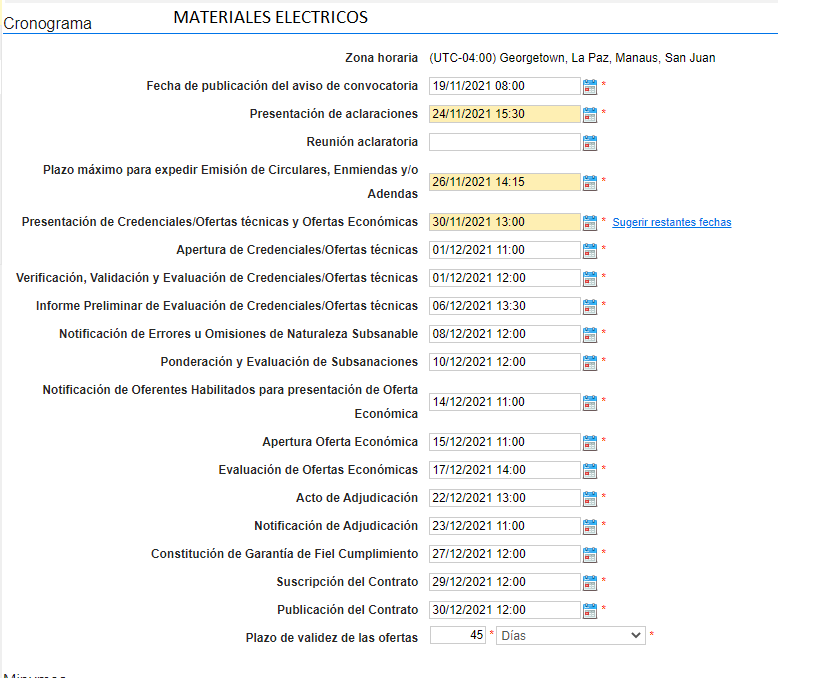 Cronograma MATERIALES ELECTRICOS
Zona horaria (UTC-04:00) Georgetown, La Paz, Manaus, San Juan
Fecha de publicación del aviso de convocatoria 19/11/2021 08:00 *
Presentación de aclaraciones 24/11/2021 15:30 *
Reunión aclaratoria
Plazo máximo para expedir Emisión de Circulares, Enmiendas y/o
Adendas 26/11/2021 14:15 *
Presentación de Credenciales/Ofertas técnicas y Ofertas Económicas 30/11/2021 13:00 * Sugerir restantes fechas
Apertura de Credenciales/Ofertas técnicas 01/12/2021 11:00 *
Verificación, Validación y Evaluación de Credenciales/Ofertas técnicas 01/12/2021 12:00 *
Informe Preliminar de Evaluación de Credenciales/Ofertas técnicas 06/12/2021 13:30 *
Notificación de Errores u Omisiones de Naturaleza Subsanable 08/12/2021 12:00 *
Ponderación y Evaluación de Subsanaciones 10/12/2021 12:00 *
Notificación de Oferentes Habilitados para presentación de Oferta
Económica 14/12/2021 11:00 *
Apertura Oferta Económica 15/12/2021 11:00 *
Evaluación de Ofertas Económicas 17/12/2021 14:00 *
Acto de Adjudicación 22/12/2021 13:00 *
Notificación de Adjudicación 23/12/2021 11:00 *
Constitución de Garantía de Fiel Cumplimiento 27/12/2021 12:00 *
Suscripción del Contrato 29/12/2021 12:00 *
Publicación del Contrato 30/12/2021 12:00 *
Plazo de validez de las ofertas 45 * Días *